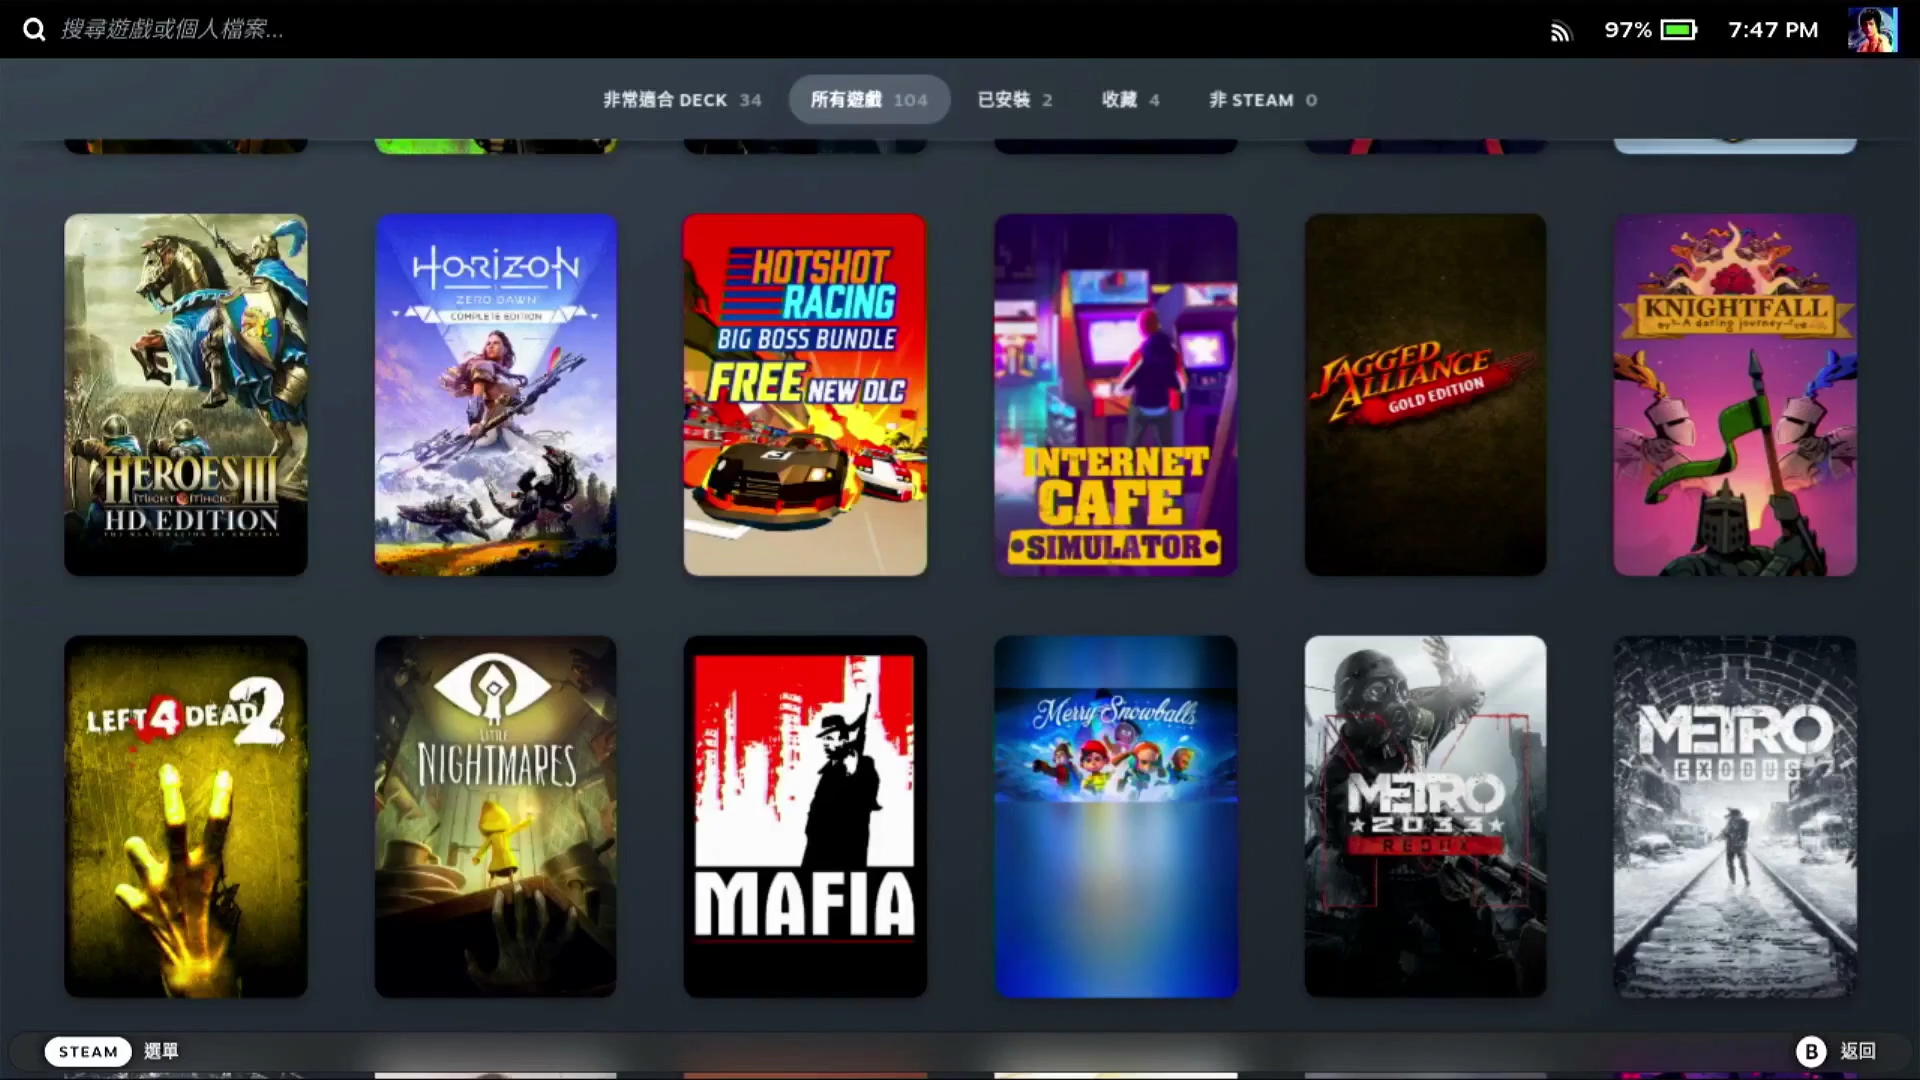 搜尋遊戲或個人檔案...
97%
7:47 PM
非常適合 DECK 34
所有遊戲 104
已安裝 2
收藏 4
非 STEAM 0
HEROES III
MIGHT MAGIC
HD EDITION
HORIZON
ZERO DAWN
COMPLETE EDITION
HOTSHOT
RACING
BIG BOSS BUNDLE
FREE NEW DLC
INTERNET
CAFE
SIMULATOR
JAGGED
ALLIANCE
GOLD EDITION
KNIGHTFALL
A daring journey
LEFT 4 DEAD 2
LITTLE
NIGHTMARES
MAFIA
Merry Snowballs
METRO
2033
REDUX
METRO
EXODUS
STEAM 選單
B 返回